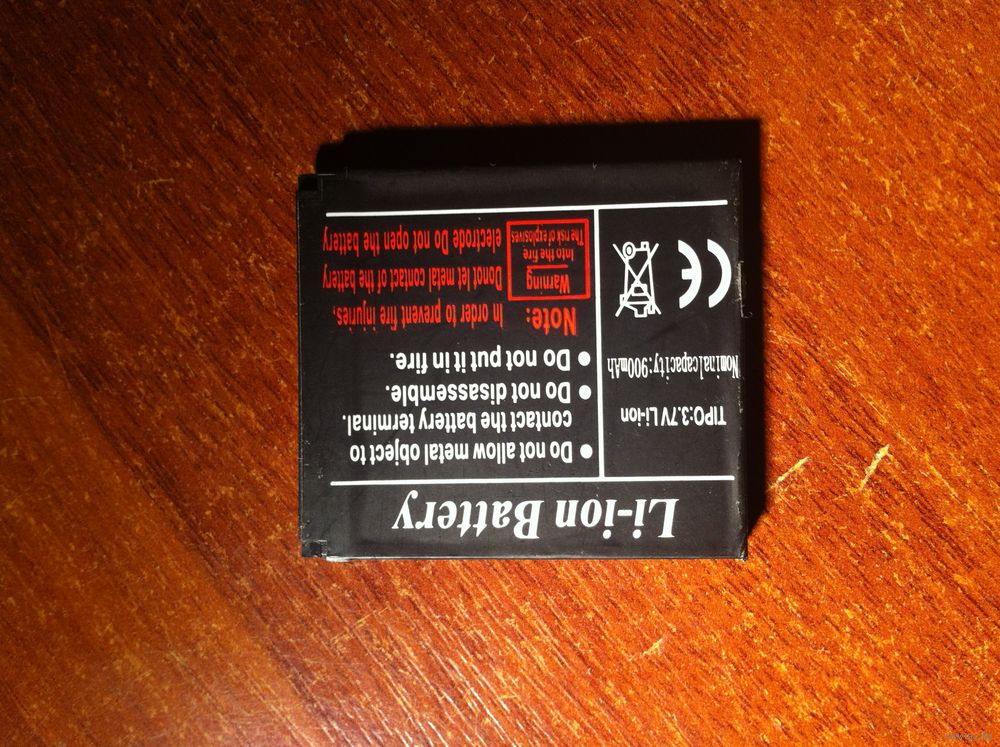 Li-ion Battery
TIPO:3.7V Li-ion
Nominalcapacity:900mAh
CE
● Do not allow metal object to
contact the battery terminal.
● Do not disassemble.
● Do not put it in fire.
Note: In order to prevent fire injuries,
Donot let metal contact of the battery
electrode Do not open the battery
Warning
Into the fire
The risk of explosives